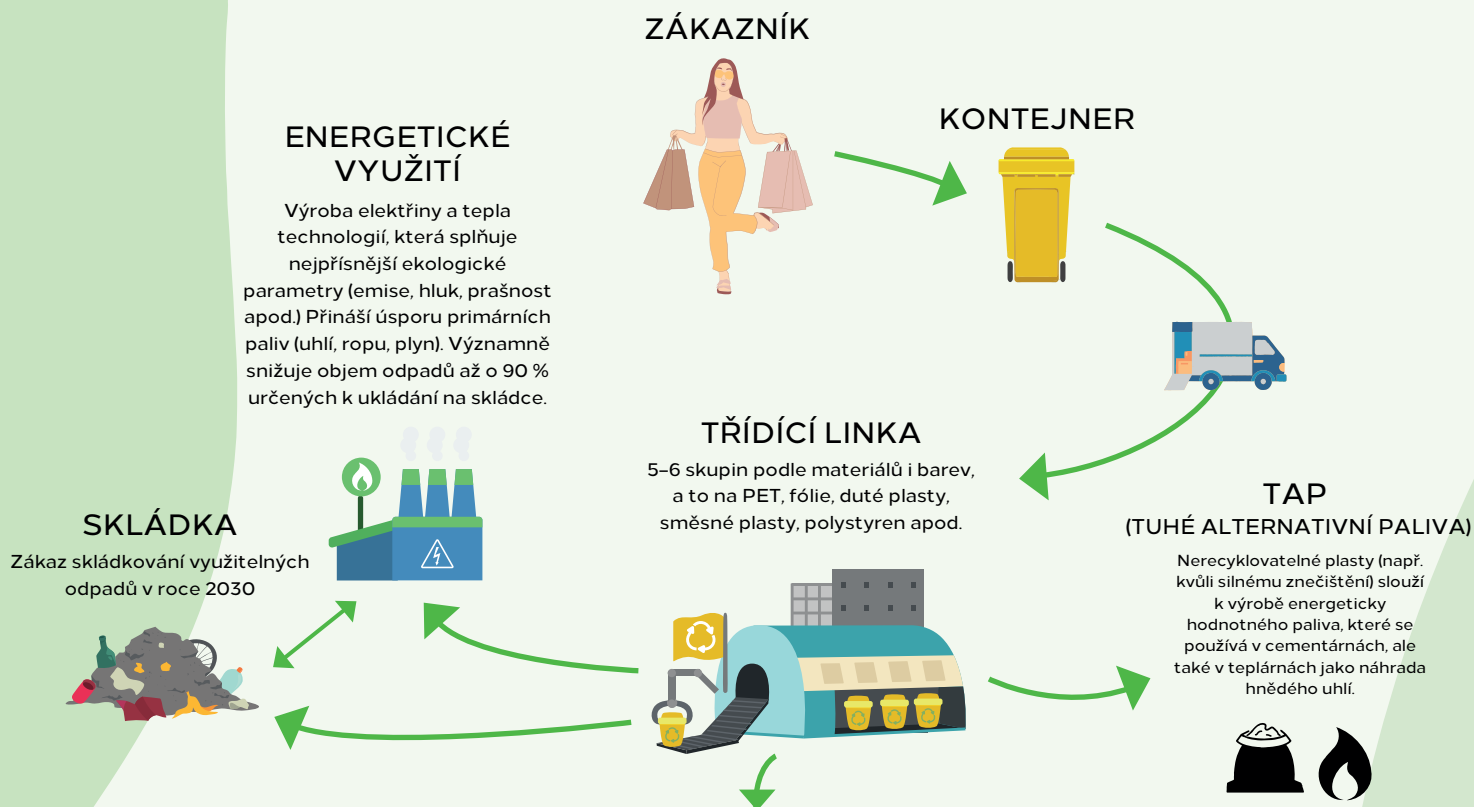 ZÁKAZNÍK
KONTEJNER
ENERGETICKÉ
VYUŽITÍ
Výroba elektřiny a tepla
technologií, která splňuje
nejpřísnější ekologické
parametry (emise, hluk, prašnost
apod.) Přináší úsporu primárních
paliv (uhlí, ropu, plyn). Významně
snižuje objem odpadů až o 90 %
určených k ukládání na skládce.
TŘÍDÍCÍ LINKA
5–6 skupin podle materiálů i barev,
a to na PET, fólie, duté plasty,
směsné plasty, polystyren apod.
TAP
(TUHÉ ALTERNATIVNÍ PALIVA)
Nerecyklovatelné plasty (např.
kvůli silnému znečištění) slouží
k výrobě energeticky
hodnotného paliva, které se
používá v cementárnách, ale
také v teplárnách jako náhrada
hnědého uhlí.
SKLÁDKA
Zákaz skládkování využitelných
odpadů v roce 2030